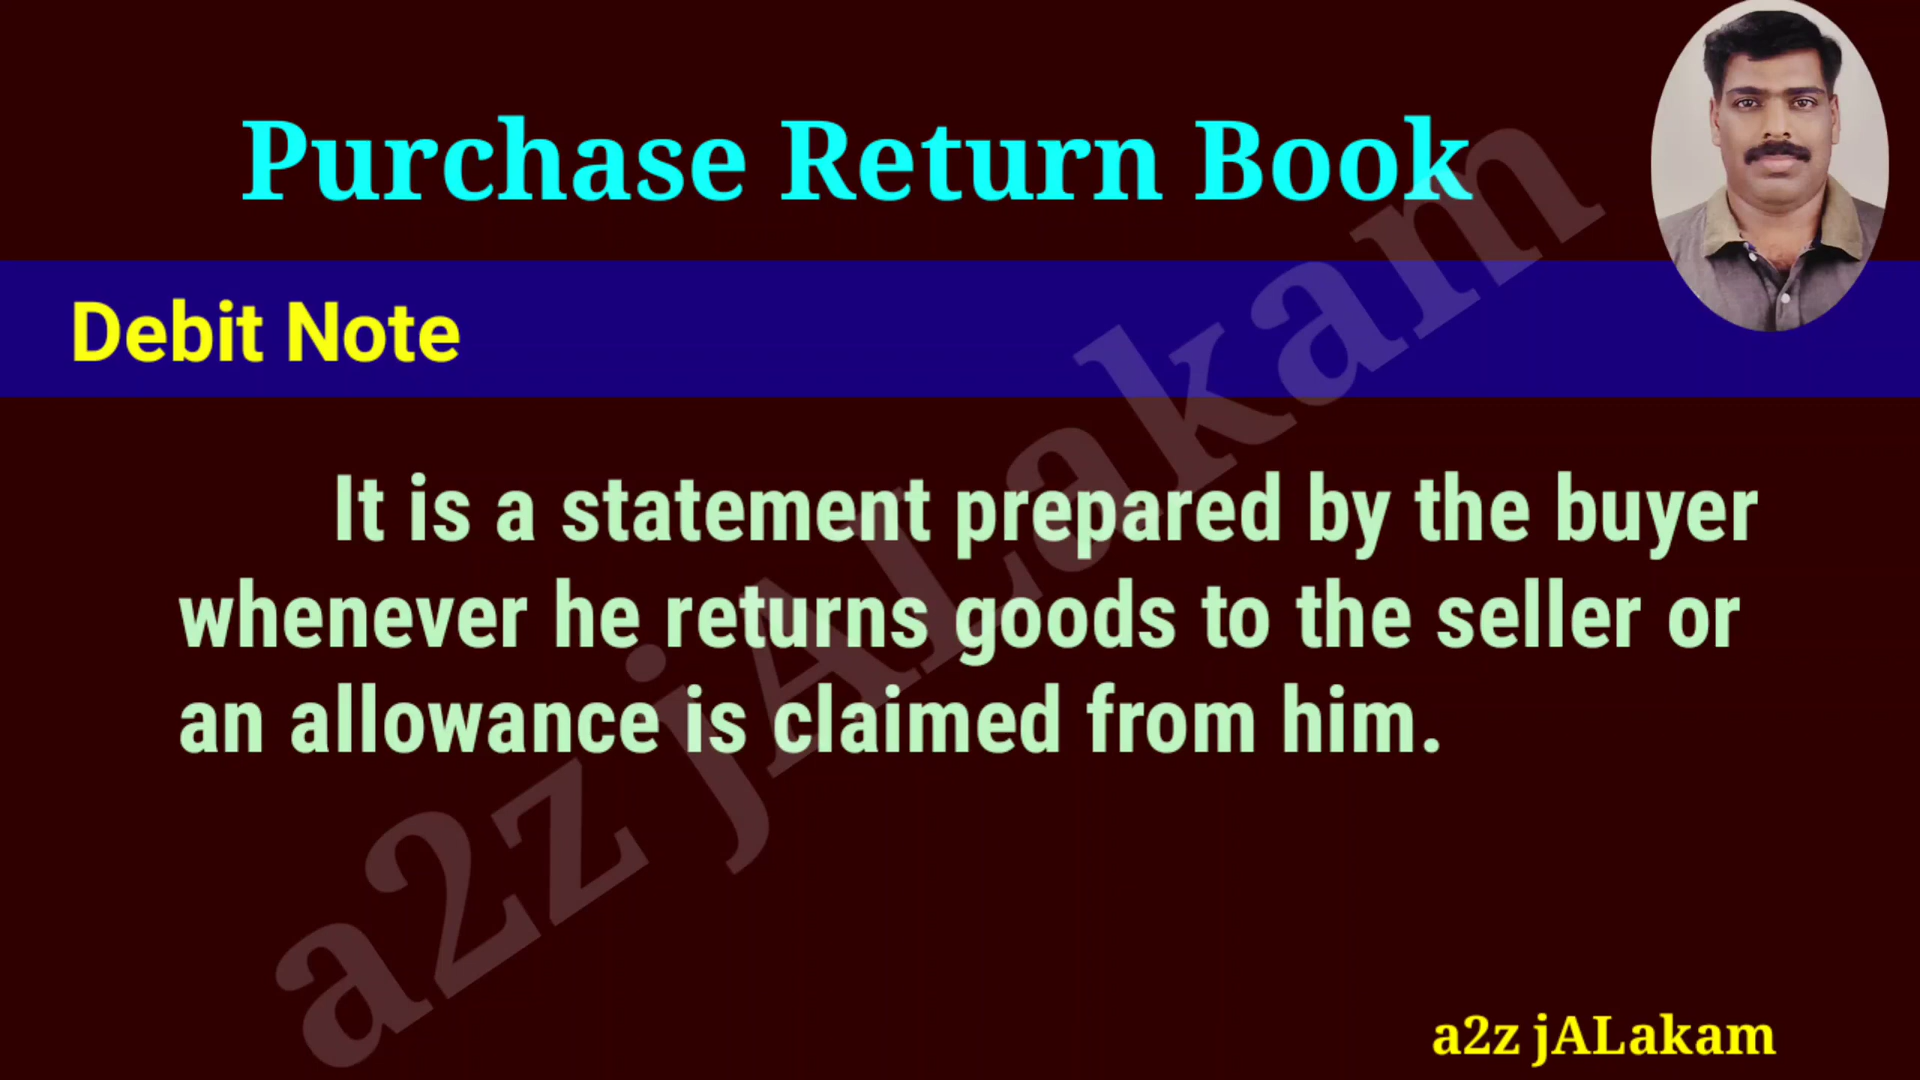 Purchase Return Book
Debit Note
It is a statement prepared by the buyer
whenever he returns goods to the seller or
an allowance is claimed from him.
a2z jALakam
a2z jALakam